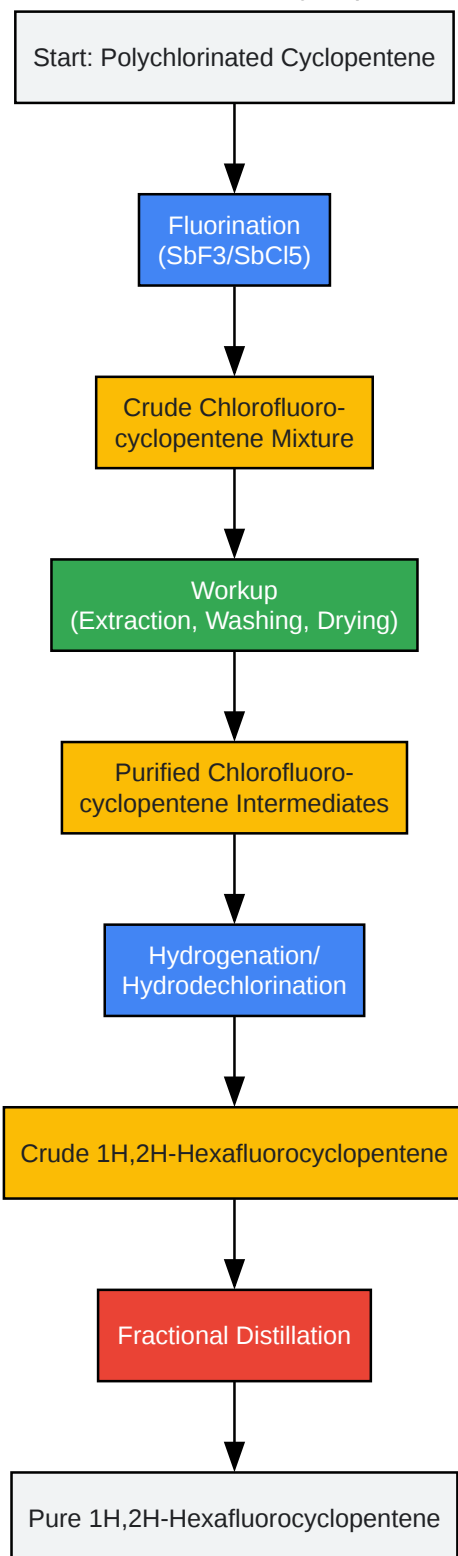 Start: Polychlorinated Cyclopentene
Fluorination
(SbF3/SbCl5)
Crude Chlorofluoro-
cyclopentene Mixture
Workup
(Extraction, Washing, Drying)
Purified Chlorofluoro-
cyclopentene Intermediates
Hydrogenation/
Hydrodechlorination
Crude 1H,2H-Hexafluorocyclopentene
Fractional Distillation
Pure 1H,2H-Hexafluorocyclopentene